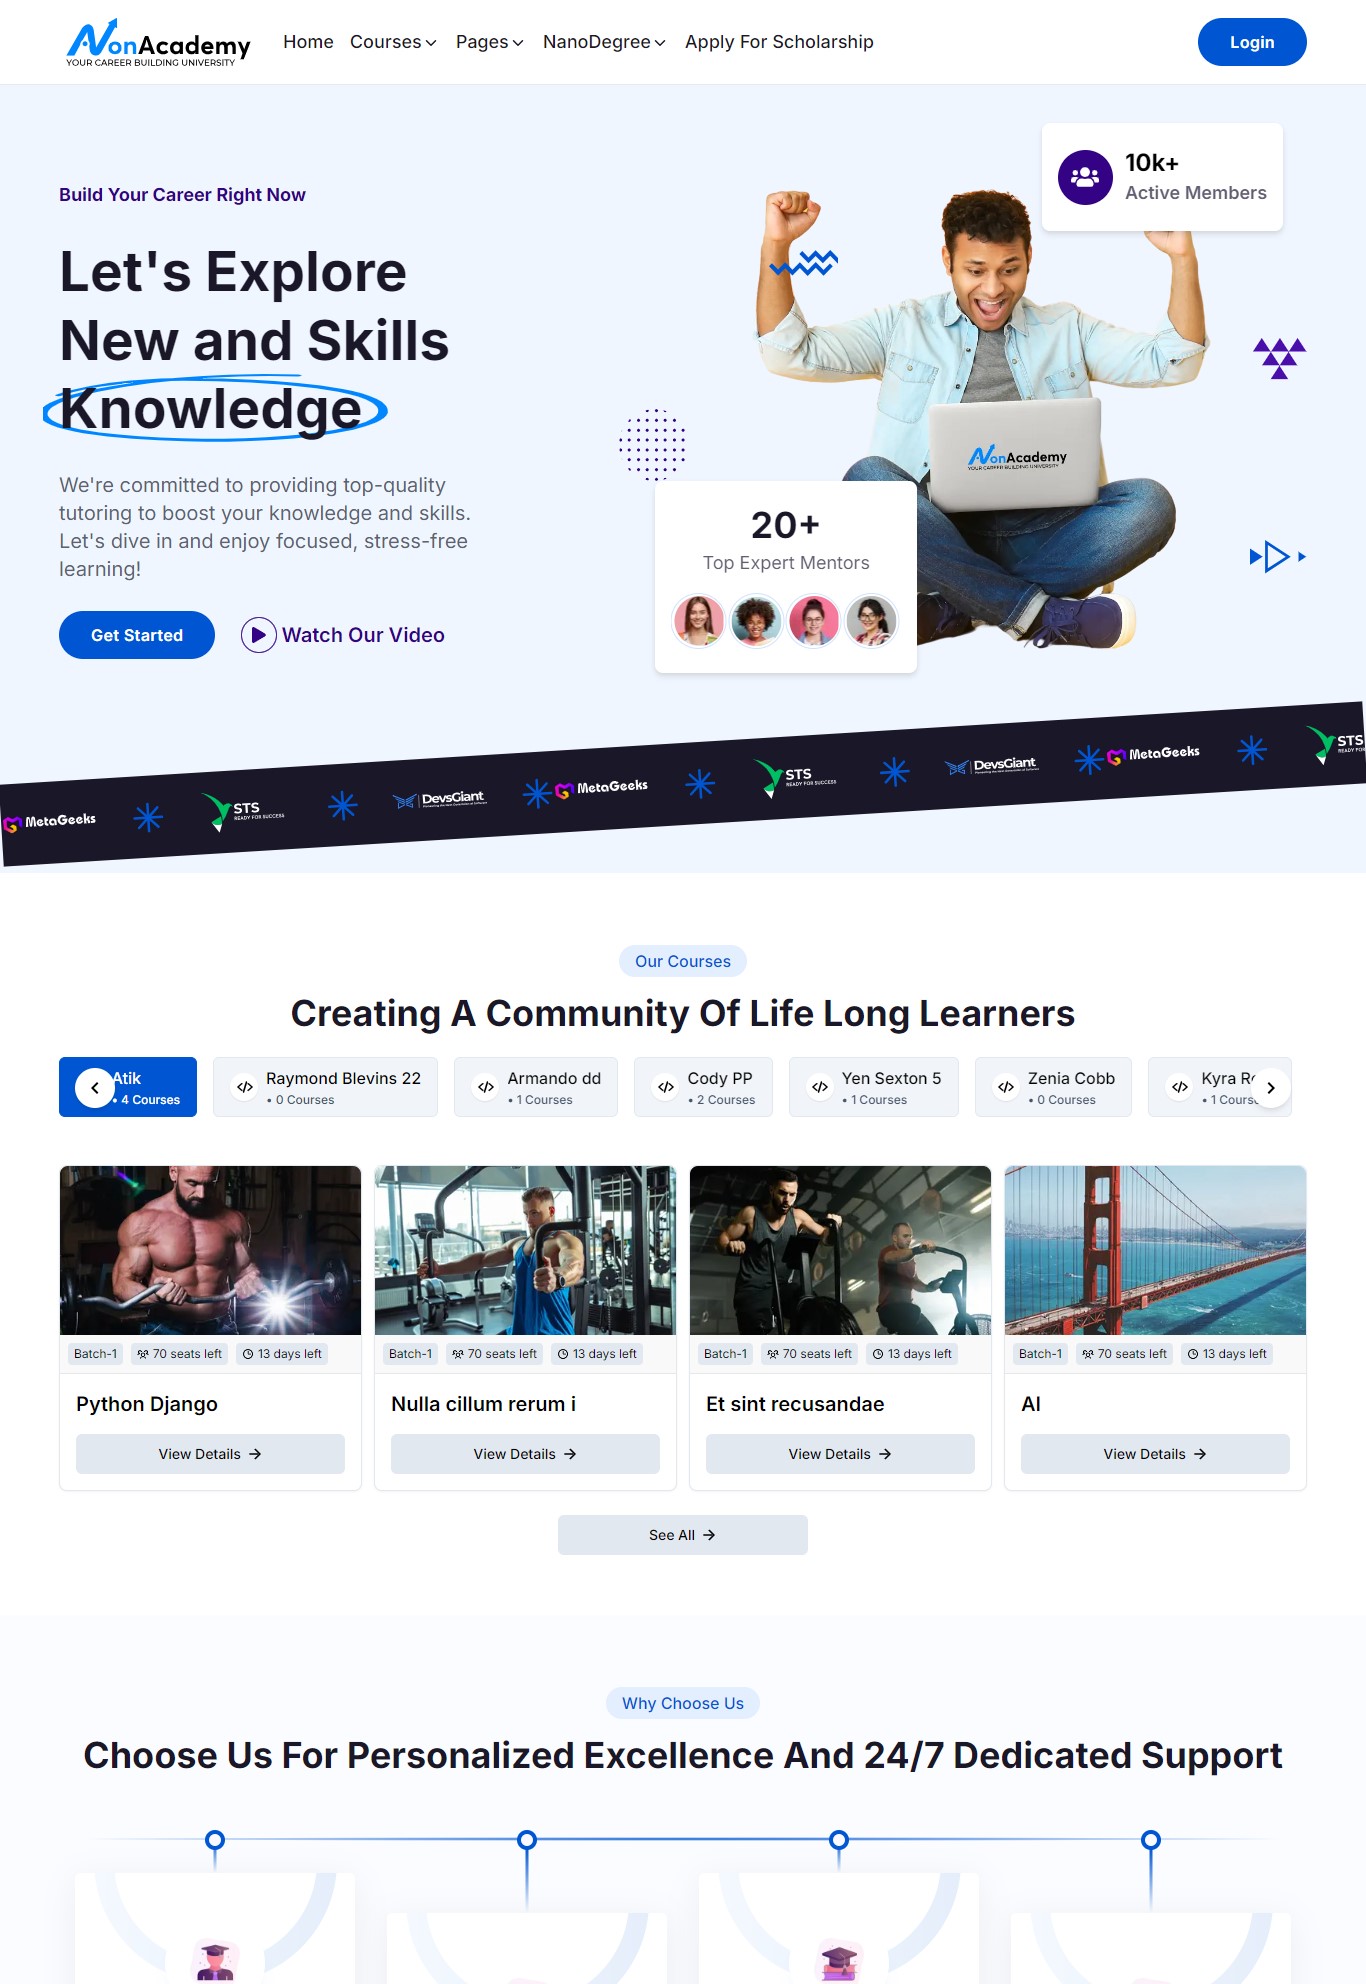 NonAcademy
YOUR CAREER BUILDING UNIVERSITY
Home
Courses
Pages
NanoDegree
Apply For Scholarship
Login
10k+
Active Members
Build Your Career Right Now
Let's Explore
New and Skills
Knowledge
We're committed to providing top-quality
tutoring to boost your knowledge and skills.
Let's dive in and enjoy focused, stress-free
learning!
Get Started
Watch Our Video
NonAcademy
YOUR CAREER BUILDING UNIVERSITY
20+
Top Expert Mentors
MetaGeeks
STS
READY FOR SUCCESS
DevsGiant
MetaGeeks
STS
READY FOR SUCCESS
DevsGiant
MetaGeeks
STS
Our Courses
Creating A Community Of Life Long Learners
Atik
• 4 Courses
Raymond Blevins 22
• 0 Courses
Armando dd
• 1 Courses
Cody PP
• 2 Courses
Yen Sexton 5
• 1 Courses
Zenia Cobb
• 0 Courses
Kyra
• 1 Cours
Batch-1
70 seats left
13 days left
Python Django
View Details
Batch-1
70 seats left
13 days left
Nulla cillum rerum i
View Details
Batch-1
70 seats left
13 days left
Et sint recusandae
View Details
Batch-1
70 seats left
13 days left
AI
View Details
See All
Why Choose Us
Choose Us For Personalized Excellence And 24/7 Dedicated Support